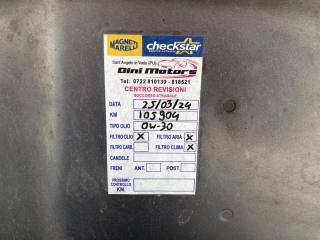 MAGNETI MARELLI checkstar
Sant'Angelo in Vado (PU)
Dini Motors
Tel. 0722 810139 - 818521
CENTRO REVISIONI
SOCCORSO STRADALE
DATA 25/03/24
KM 105904
TIPO OLIO 0W-30
FILTRO OLIO X FILTRO ARIA X
FILTRO CARB. FILTRO CLIMA X
CANDELE
FRENI ANT. POST.
PROSSIMO
CONTROLLO
KM.